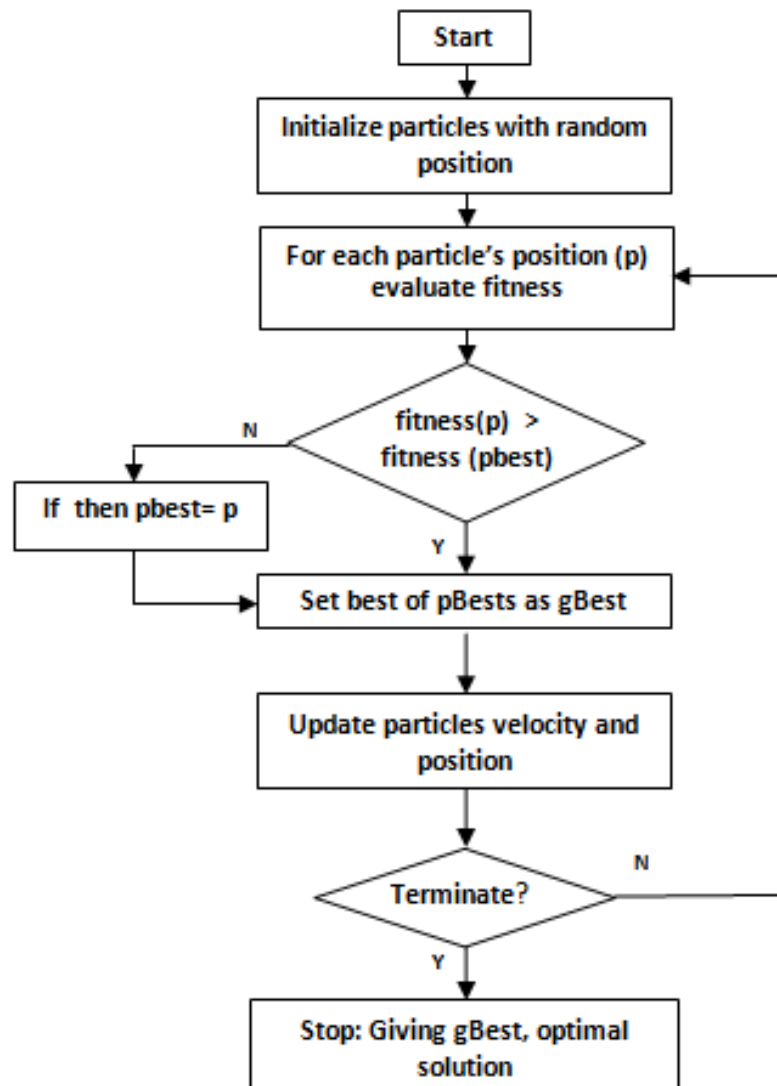 Start
Initialize particles with random
position
For each particle's position (p)
evaluate fitness
fitness(p) >
fitness (pbest)
N
If then pbest= p
Y
Set best of pBests as gBest
Update particles velocity and
position
Terminate?
N
Y
Stop: Giving gBest, optimal
solution